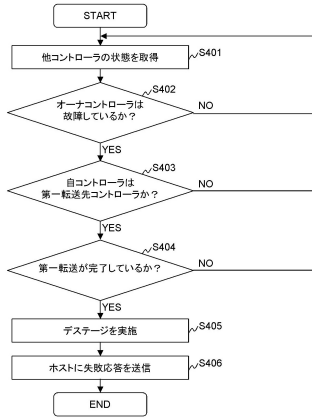 START
他コントローラの状態を取得
S401
S402
オーナコントローラは
故障しているか？
NO
YES
S403
自コントローラは
第一転送先コントローラか？
NO
YES
S404
第一転送が完了しているか？
NO
YES
デステージを実施
S405
ホストに失敗応答を送信
S406
END